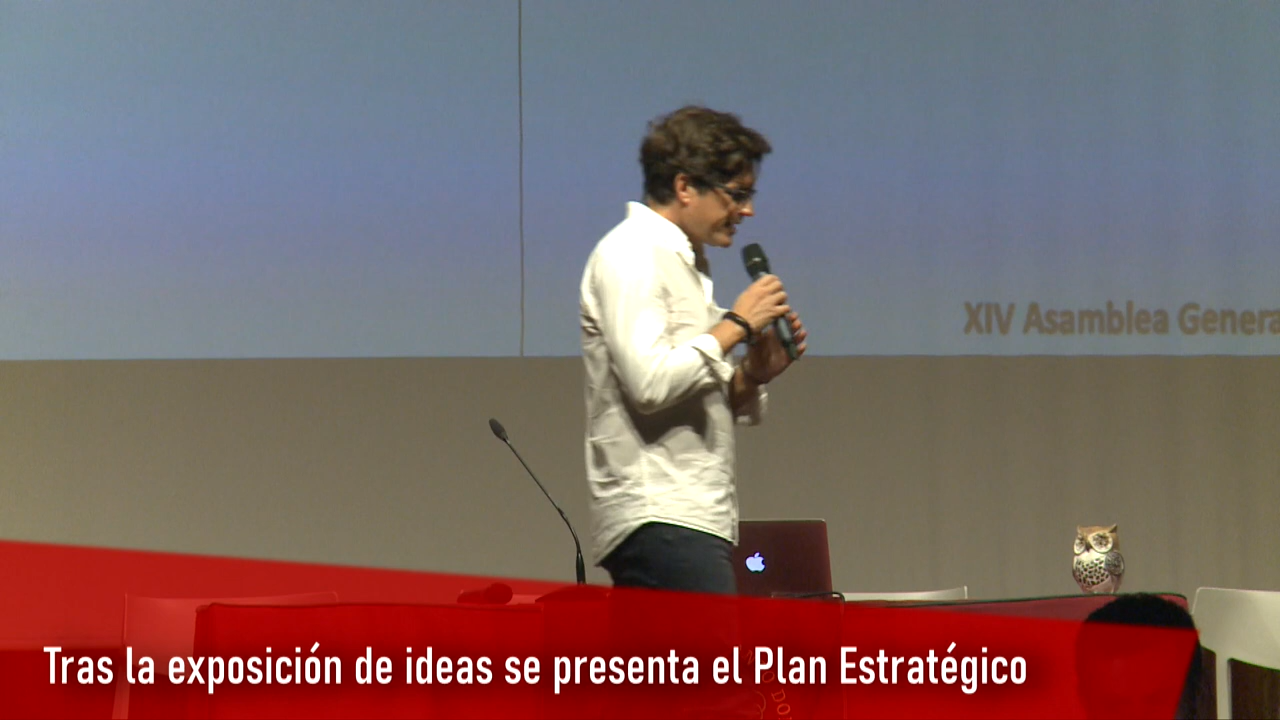 XIV Asamblea Genera
Tras la exposición de ideas se presenta el Plan Estratégico